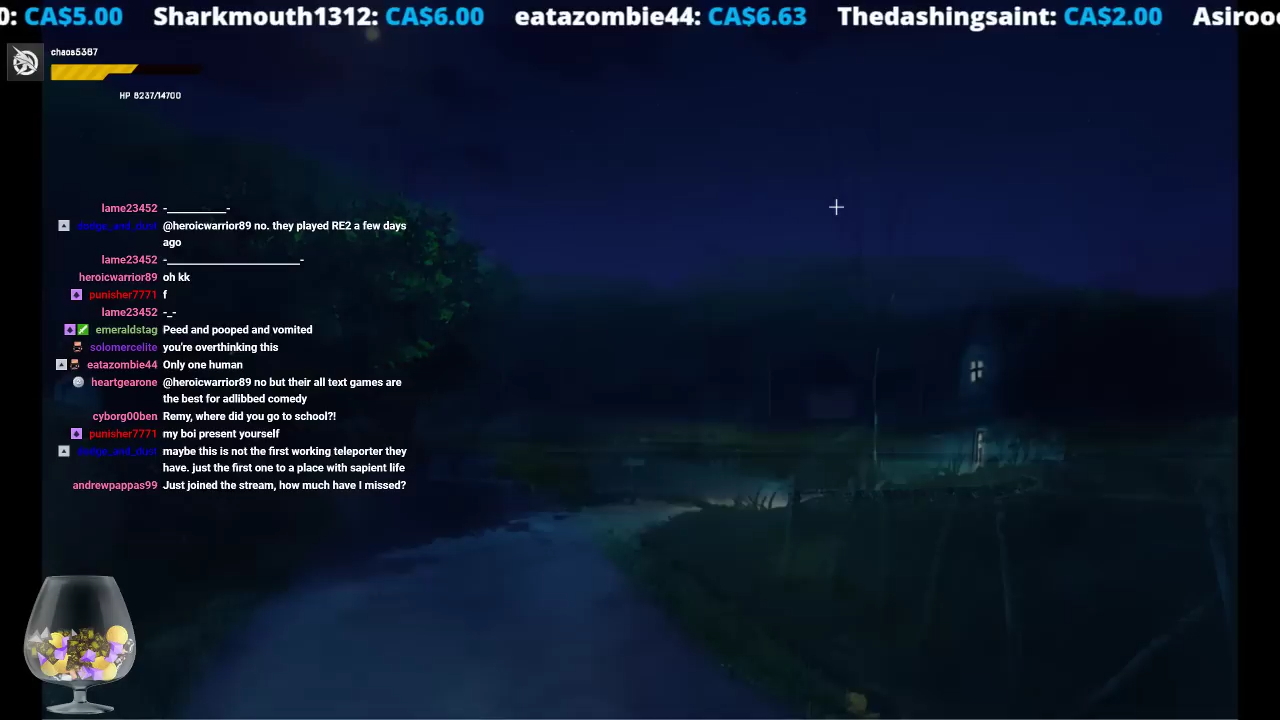 0: CA$5.00 Sharkmouth1312: CA$6.00 eatazombie44: CA$6.63 Thedashingsaint: CA$2.00 Asiroo
chaos5367
HP 8237/14700
lame23452 -__________-
dodge_and_dust @heroicwarrior89 no. they played RE2 a few days
ago
lame23452 -______________________-
heroicwarrior89 oh kk
punisher7771 f
lame23452 -_-
emeraldstag Peed and pooped and vomited
solomercelite you're overthinking this
eatazombie44 Only one human
heartgearone @heroicwarrior89 no but their all text games are
the best for adlibbed comedy
cyborg00ben Remy, where did you go to school?!
punisher7771 my boi present yourself
dodge_and_dust maybe this is not the first working teleporter they
have. just the first one to a place with sapient life
andrewpappas99 Just joined the stream, how much have I missed?